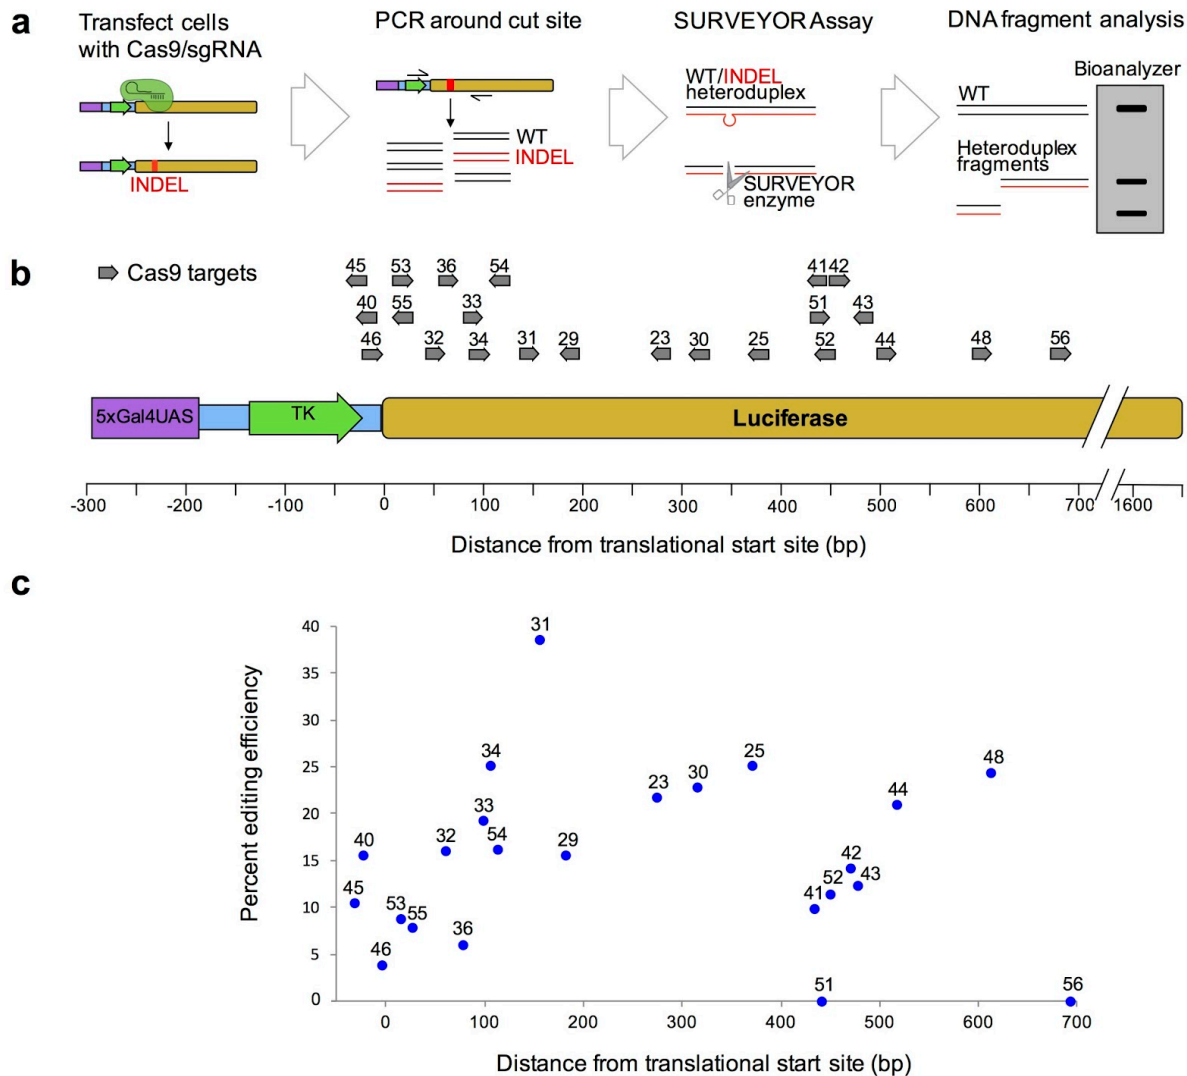 a
Transfect cells
with Cas9/sgRNA
INDEL
PCR around cut site
WT
INDEL
SURVEYOR Assay
WT/INDEL
heteroduplex
SURVEYOR
enzyme
DNA fragment analysis
Bioanalyzer
WT
Heteroduplex
fragments
b
Cas9 targets
45 53 36 54 41 42
40 55 33 51 43
46 32 34 31 29 23 30 25 52 44 48 56
5xGal4UAS TK Luciferase
-300 -200 -100 0 100 200 300 400 500 600 700 1600
Distance from translational start site (bp)
c
Percent editing efficiency
40
35
30
25
20
15
10
5
0
31
34
25
48
30
23
44
33
32
54
40
29
42
43
52
45
41
53
55
36
46
51
56
0 100 200 300 400 500 600 700
Distance from translational start site (bp)